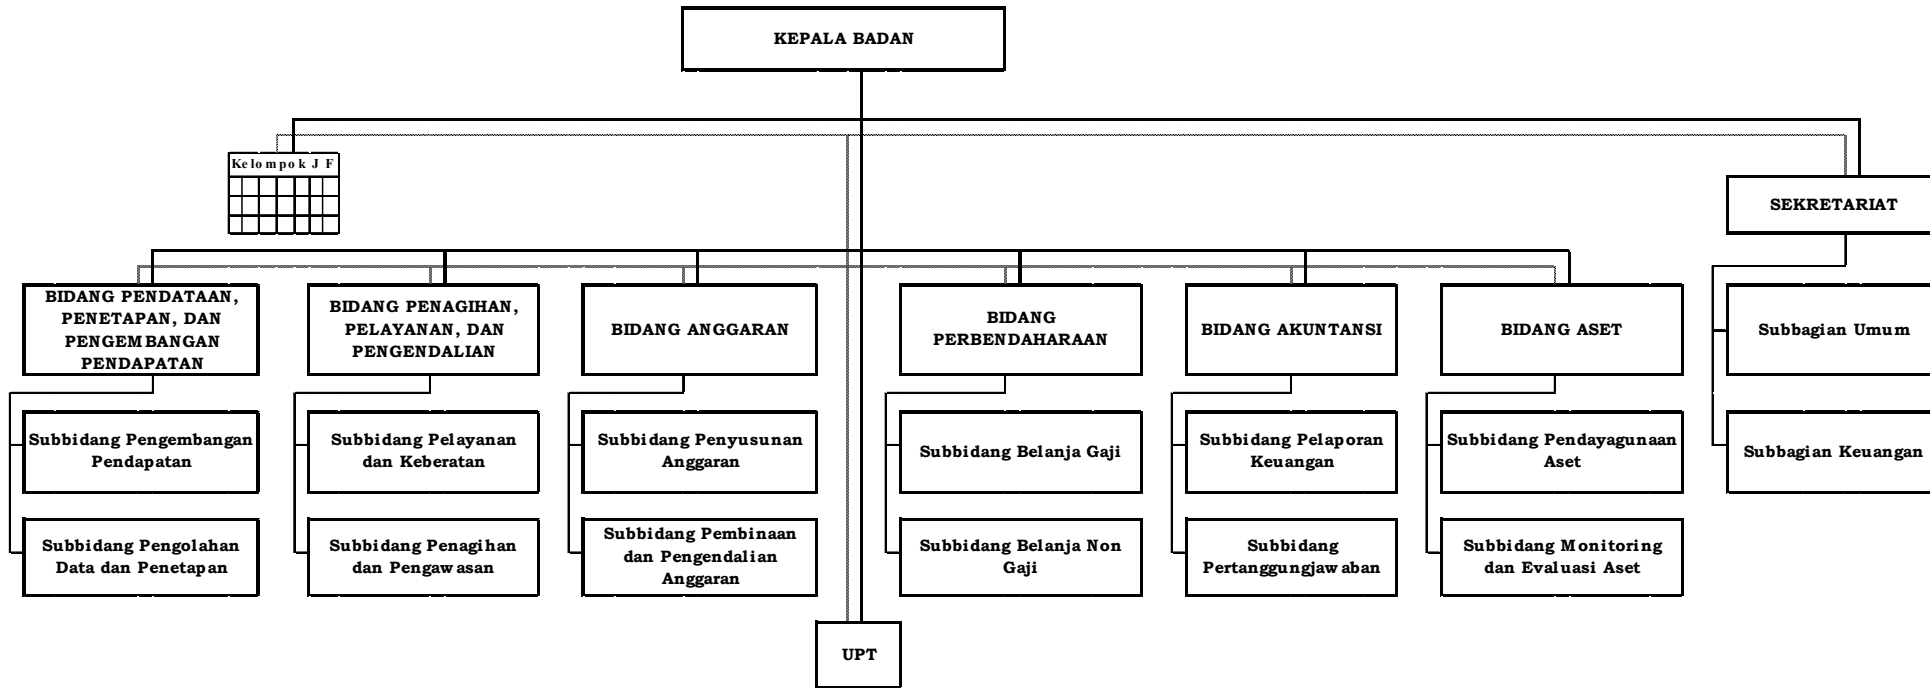 KEPALA BADAN
Kelompok J F
SEKRETARIAT
BIDANG PENDATAAN,
PENETAPAN, DAN
PENGEMBANGAN
PENDAPATAN
BIDANG PENAGIHAN,
PELAYANAN, DAN
PENGENDALIAN
BIDANG ANGGARAN
BIDANG
PERBENDAHARAAN
BIDANG AKUNTANSI
BIDANG ASET
Subbagian Umum
Subbidang Pengembangan
Pendapatan
Subbidang Pelayanan
dan Keberatan
Subbidang Penyusunan
Anggaran
Subbidang Belanja Gaji
Subbidang Pelaporan
Keuangan
Subbidang Pendayagunaan
Aset
Subbagian Keuangan
Subbidang Pengolahan
Data dan Penetapan
Subbidang Penagihan
dan Pengawasan
Subbidang Pembinaan
dan Pengendalian
Anggaran
Subbidang Belanja Non
Gaji
Subbidang
Pertanggungjawaban
Subbidang Monitoring
dan Evaluasi Aset
UPT